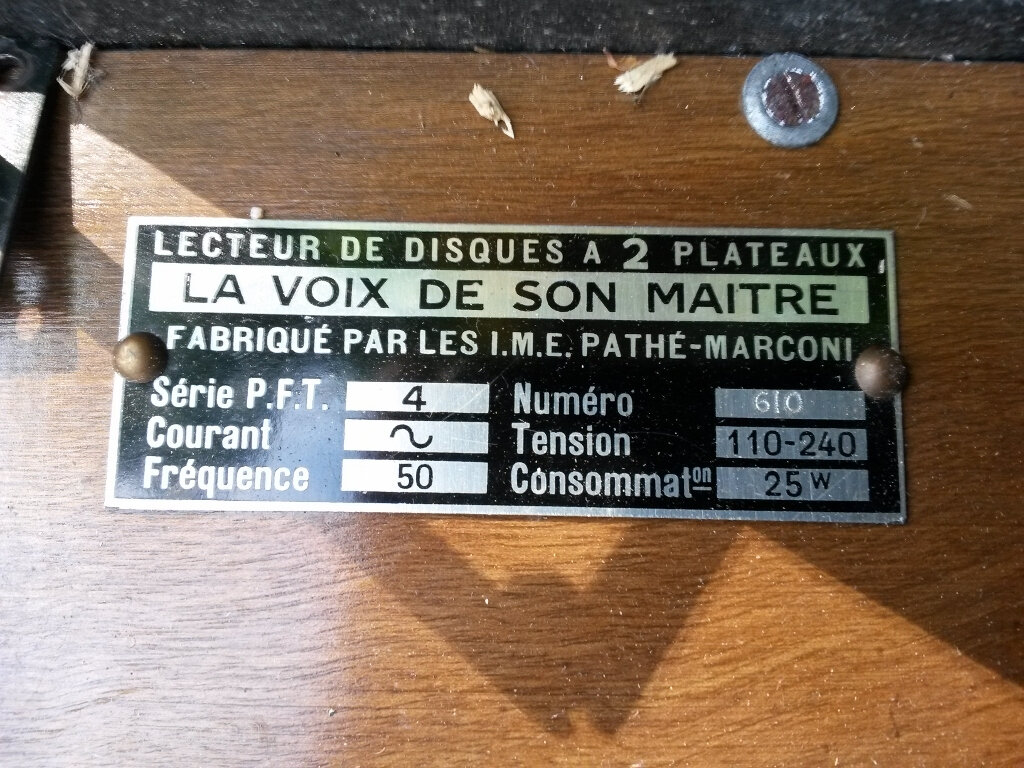 LECTEUR DE DISQUES A 2 PLATEAUX
LA VOIX DE SON MAITRE
FABRIQUÉ PAR LES I.M.E. PATHÉ-MARCONI
Série P.F.T. 4 Numéro 610
Courant ~ Tension 110-240
Fréquence 50 Consommatᵒⁿ 25 W